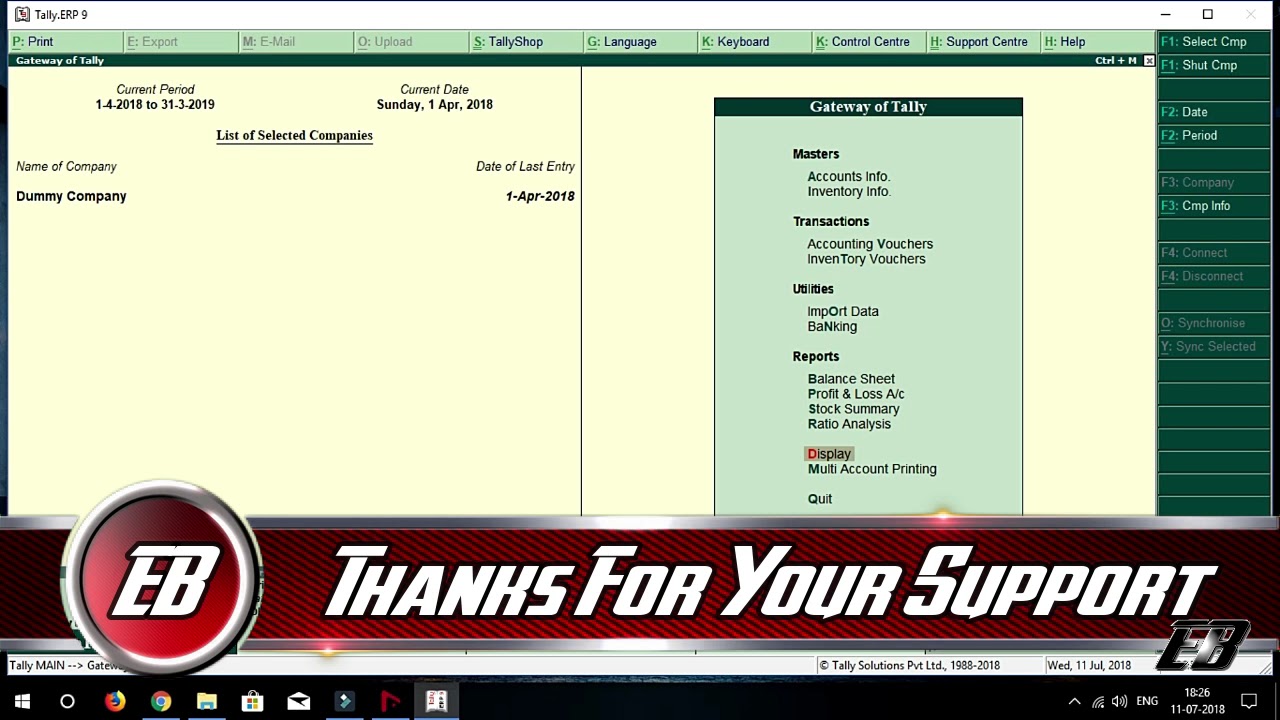 Tally.ERP 9
P: Print E: Export M: E-Mail O: Upload S: TallyShop G: Language K: Keyboard K: Control Centre H: Support Centre H: Help
F1: Select Cmp
Gateway of Tally Ctrl + M
F1: Shut Cmp
Current Period Current Date
1-4-2018 to 31-3-2019 Sunday, 1 Apr, 2018
List of Selected Companies
Name of Company Date of Last Entry
Dummy Company 1-Apr-2018
Gateway of Tally
Masters
Accounts Info.
Inventory Info.
Transactions
Accounting Vouchers
InvenTory Vouchers
Utilities
ImpOrt Data
BaNking
Reports
Balance Sheet
Profit & Loss A/c
Stock Summary
Ratio Analysis
Display
Multi Account Printing
Quit
F2: Date
F2: Period
F3: Company
F3: Cmp Info
F4: Connect
F4: Disconnect
O: Synchronise
Y: Sync Selected
EB
Thanks For Your Support
EB
Tally MAIN --> Gatew
© Tally Solutions Pvt Ltd., 1988-2018 Wed, 11 Jul, 2018
ENG
18:26
11-07-2018